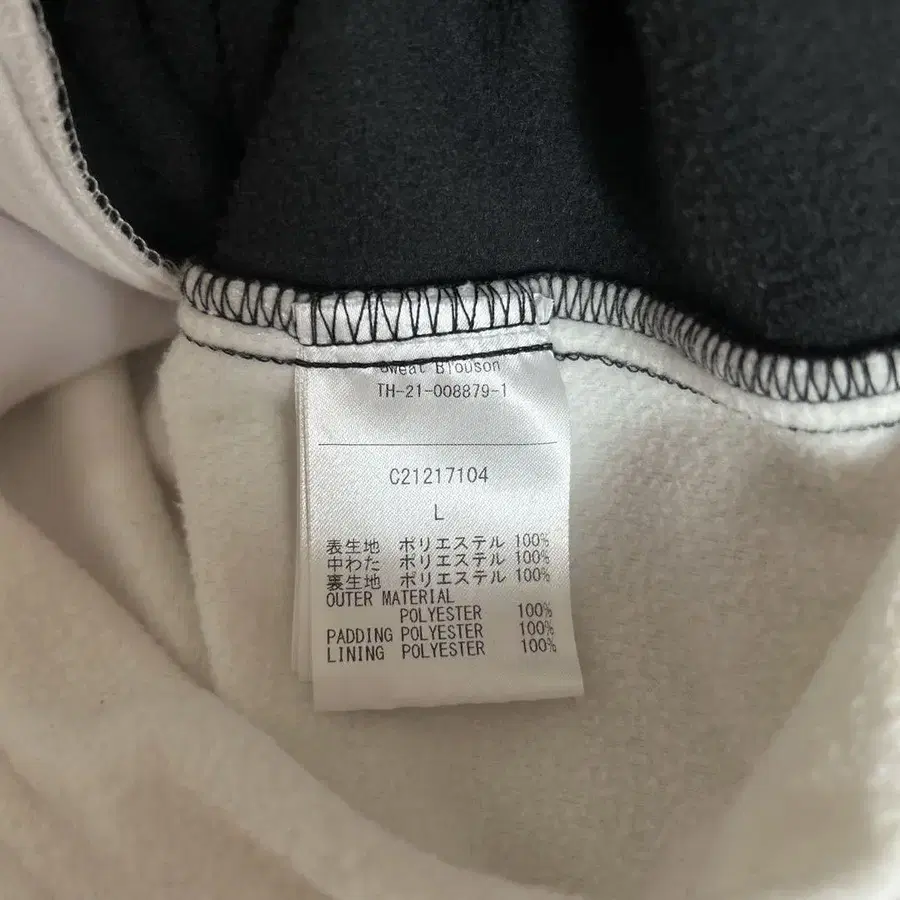 Sweat Blouson
TH-21-008879-1
C21217104
L
表生地 ポリエステル 100%
中わた ポリエステル 100%
裏生地 ポリエステル 100%
OUTER MATERIAL
POLYESTER 100%
PADDING POLYESTER 100%
LINING POLYESTER 100%